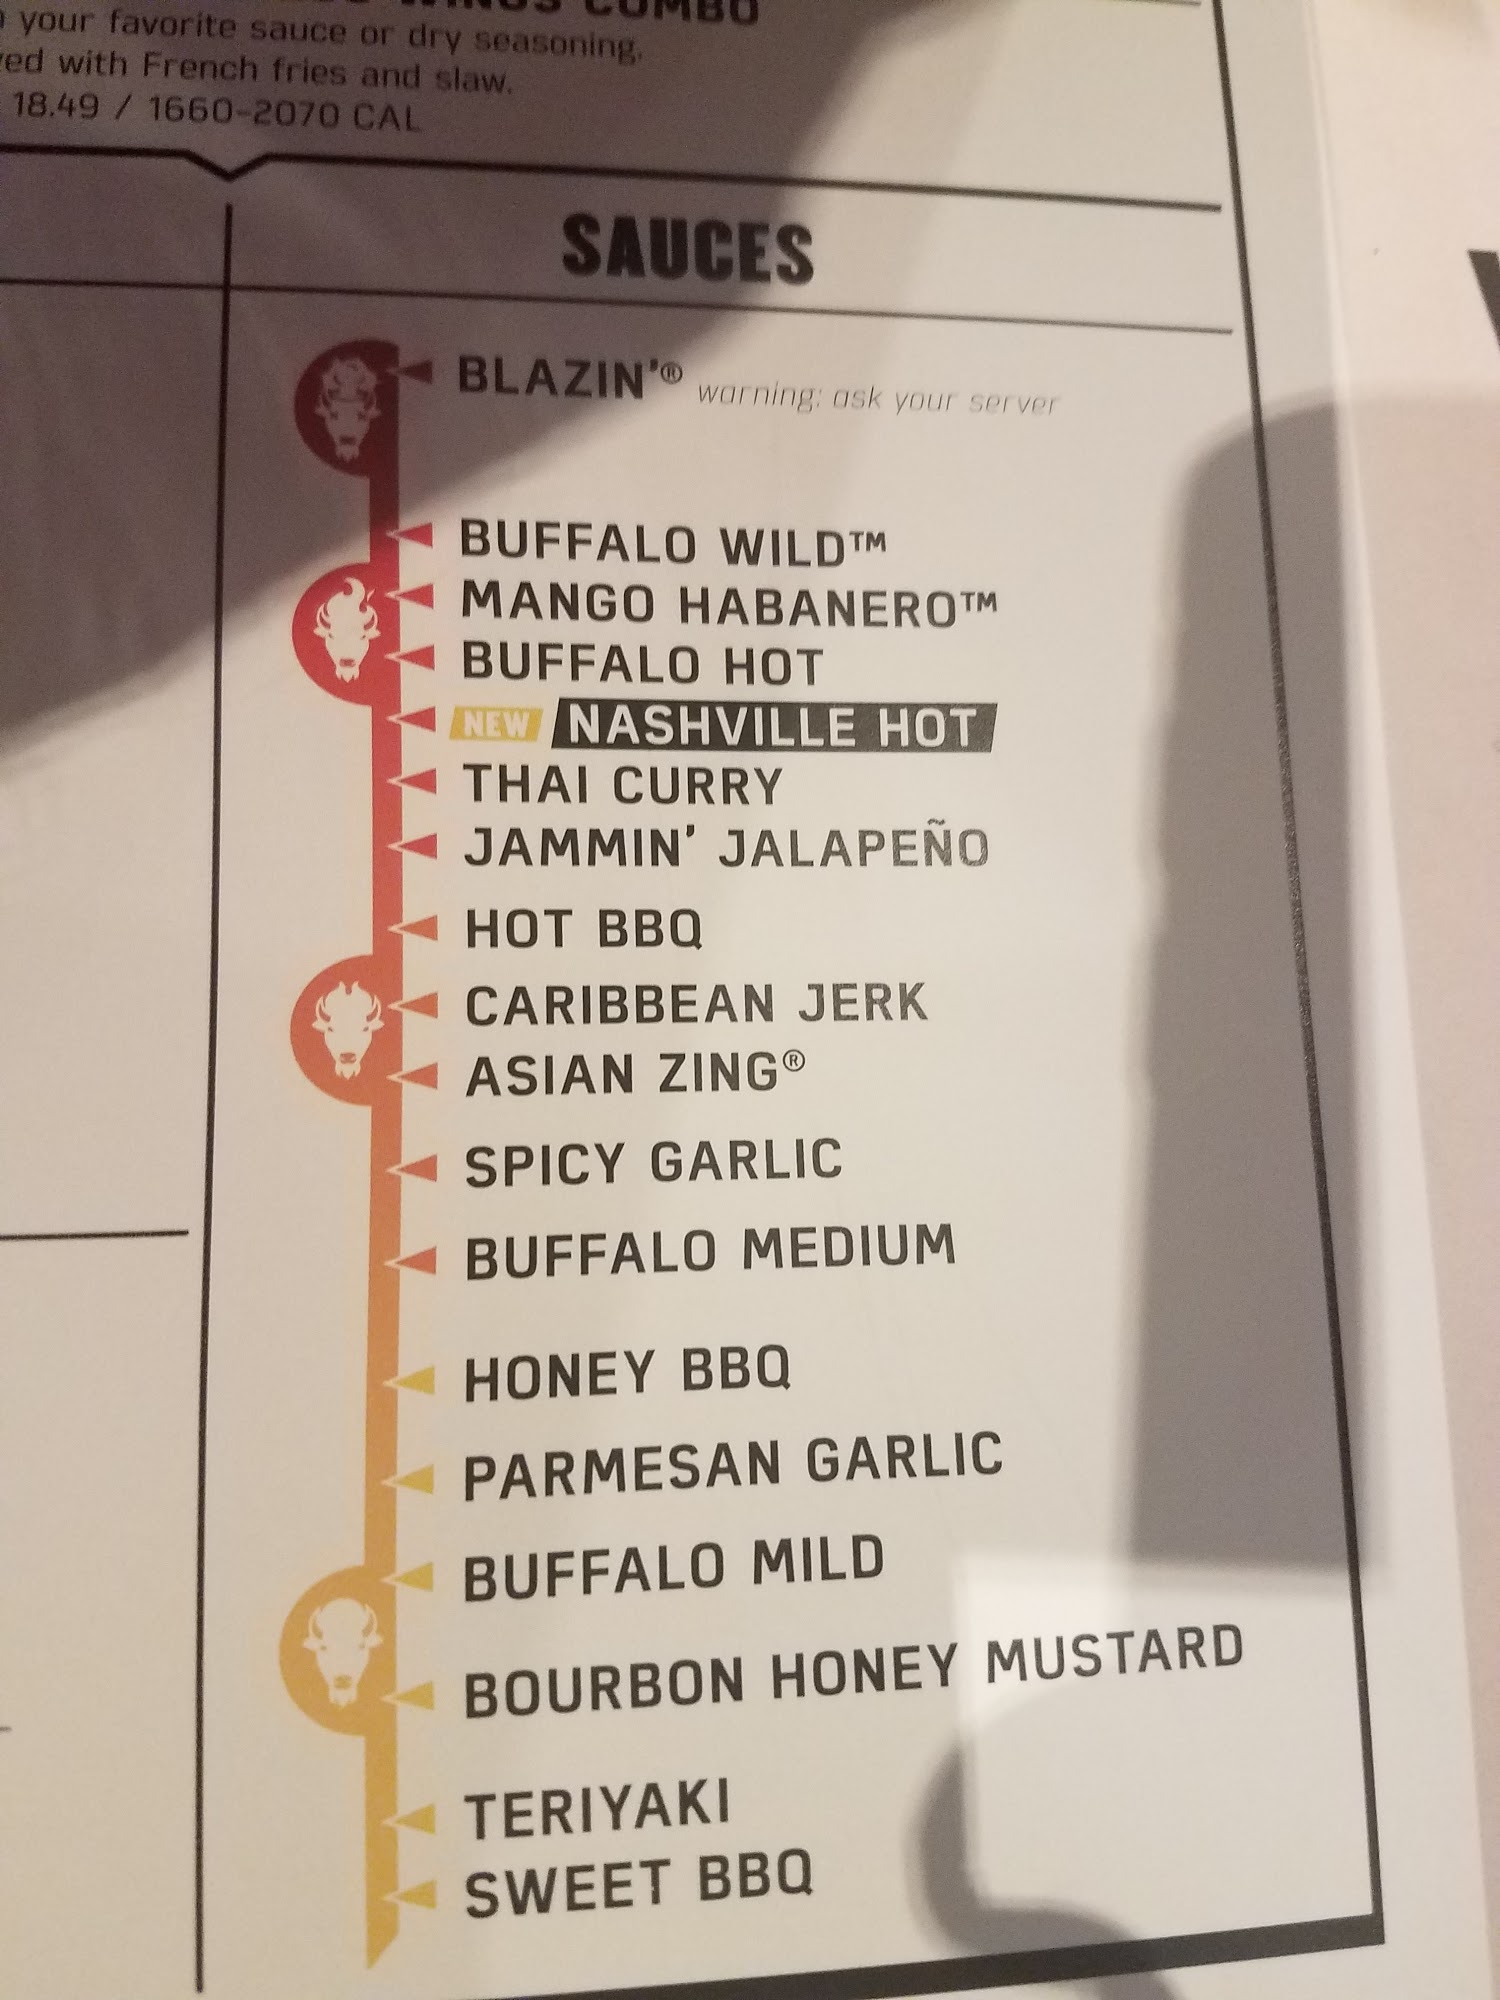 WINGS COMBO
your favorite sauce or dry seasoning.
with French fries and slaw.
18.49 / 1660-2070 CAL
SAUCES
BLAZIN'® warning: ask your server
BUFFALO WILD™
MANGO HABANERO™
BUFFALO HOT
NEW NASHVILLE HOT
THAI CURRY
JAMMIN' JALAPEÑO
HOT BBQ
CARIBBEAN JERK
ASIAN ZING®
SPICY GARLIC
BUFFALO MEDIUM
HONEY BBQ
PARMESAN GARLIC
BUFFALO MILD
BOURBON HONEY MUSTARD
TERIYAKI
SWEET BBQ